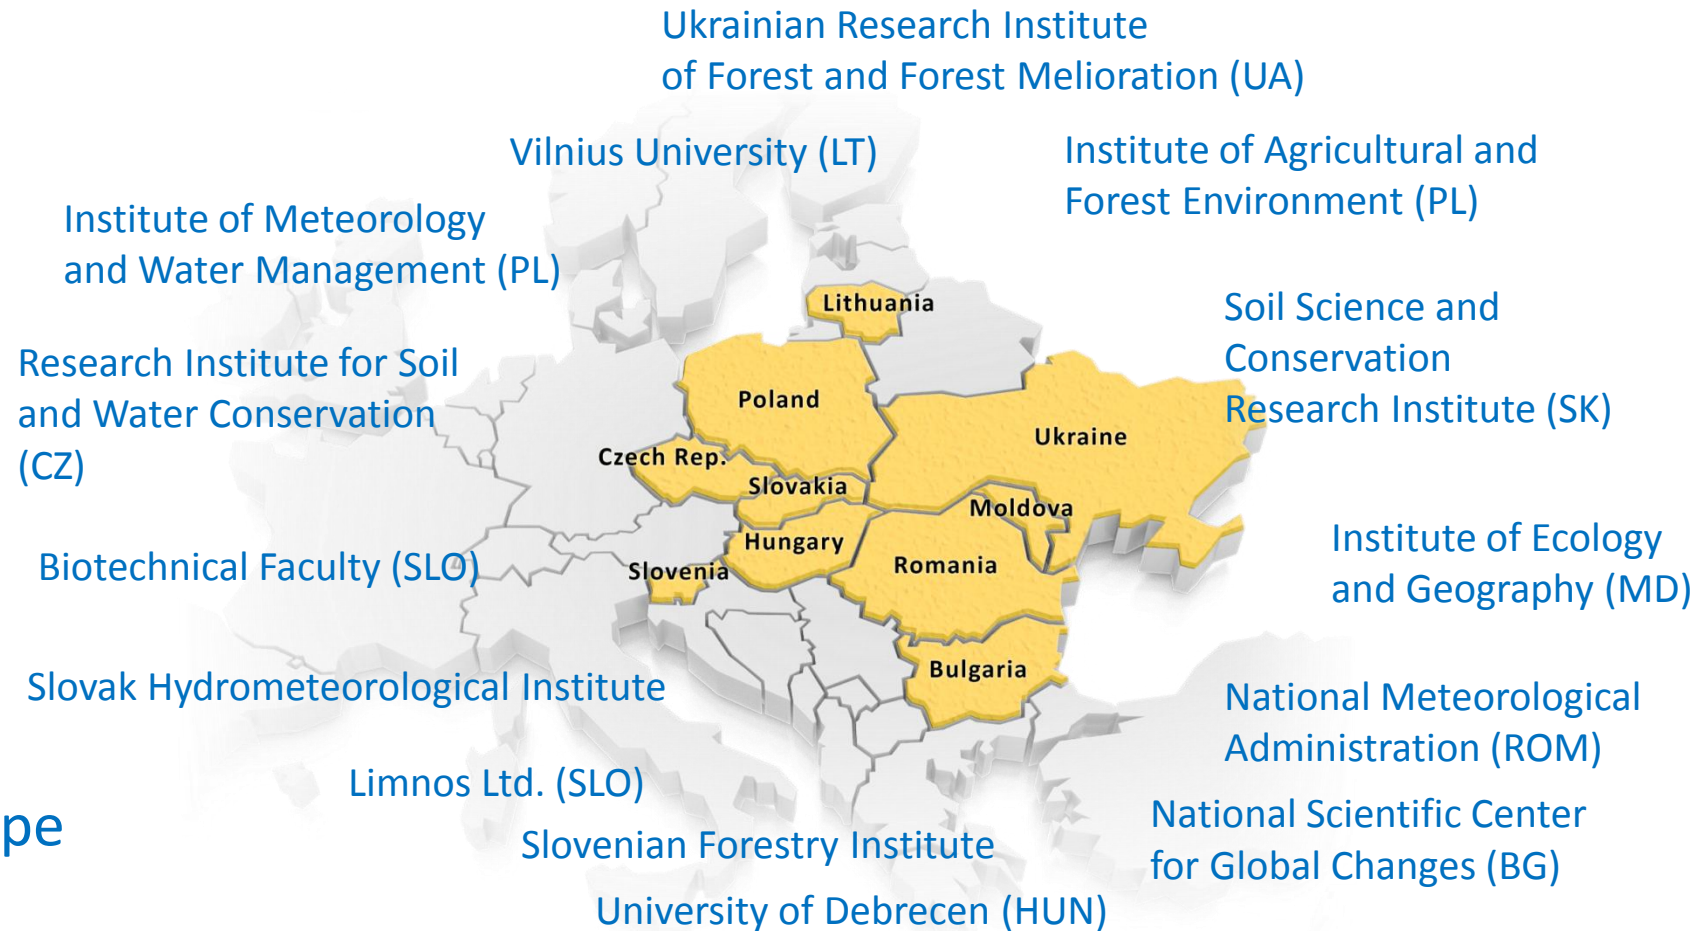 Ukrainian Research Institute
of Forest and Forest Melioration (UA)
Vilnius University (LT)
Institute of Agricultural and
Forest Environment (PL)
Institute of Meteorology
and Water Management (PL)
Lithuania
Soil Science and
Conservation
Research Institute (SK)
Research Institute for Soil
and Water Conservation
(CZ)
Poland
Ukraine
Czech Rep.
Slovakia
Moldova
Hungary
Romania
Slovenia
Institute of Ecology
and Geography (MD)
Biotechnical Faculty (SLO)
Bulgaria
Slovak Hydrometeorological Institute
National Meteorological
Administration (ROM)
Limnos Ltd. (SLO)
pe
Slovenian Forestry Institute
National Scientific Center
for Global Changes (BG)
University of Debrecen (HUN)